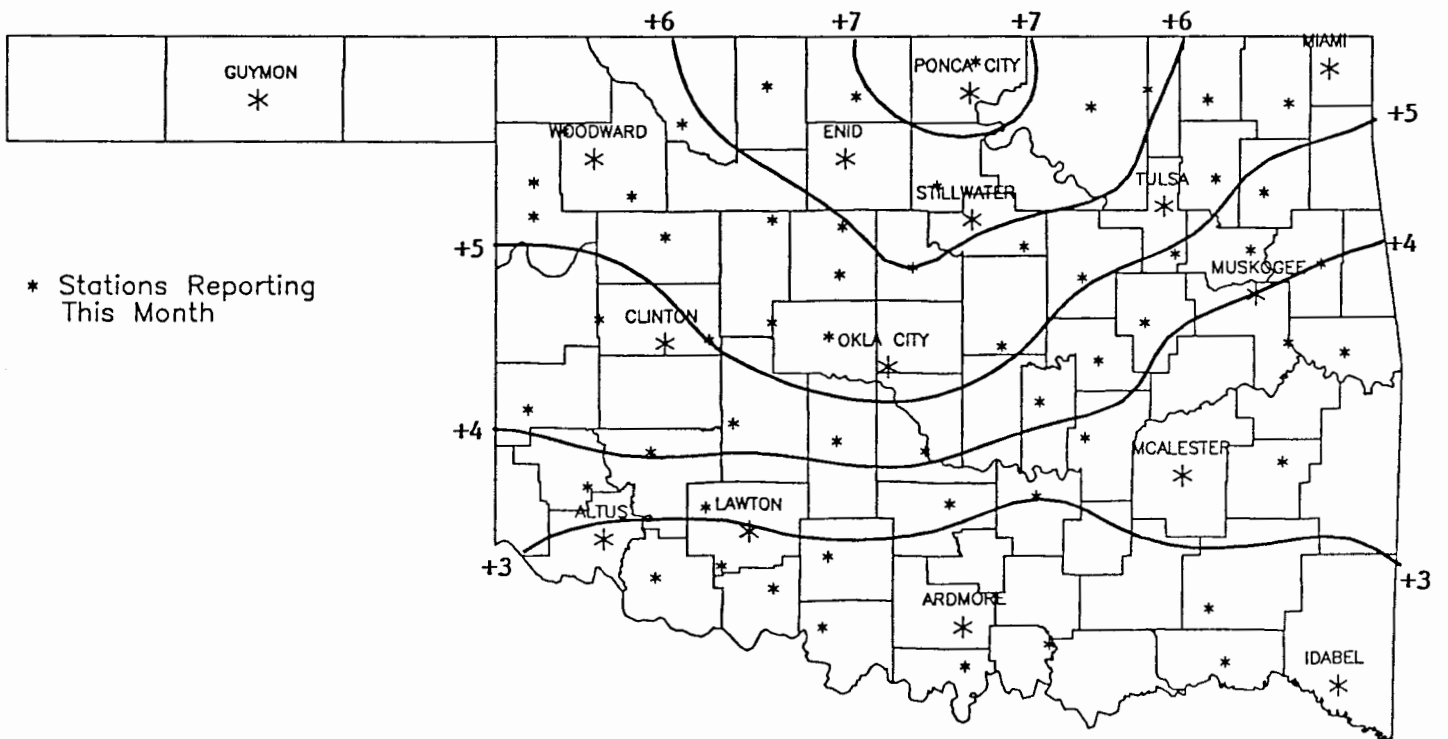 +6 +7 +7 +6
MIAMI
GUYMON
PONCA CITY
+5
WOODWARD
ENID
TULSA
STILLWATER
+5
+4
MUSKOGEE
* Stations Reporting
This Month
CLINTON
OKLA CITY
+4
MCALESTER
LAWTON
ALTUS
+3
+3
ARDMORE
IDABEL